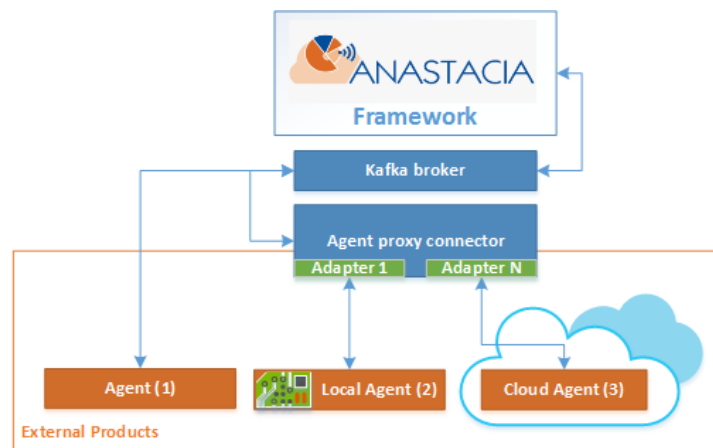 ANASTACIA
Framework
Kafka broker
Agent proxy connector
Adapter 1
Adapter N
Agent (1)
Local Agent (2)
Cloud Agent (3)
External Products